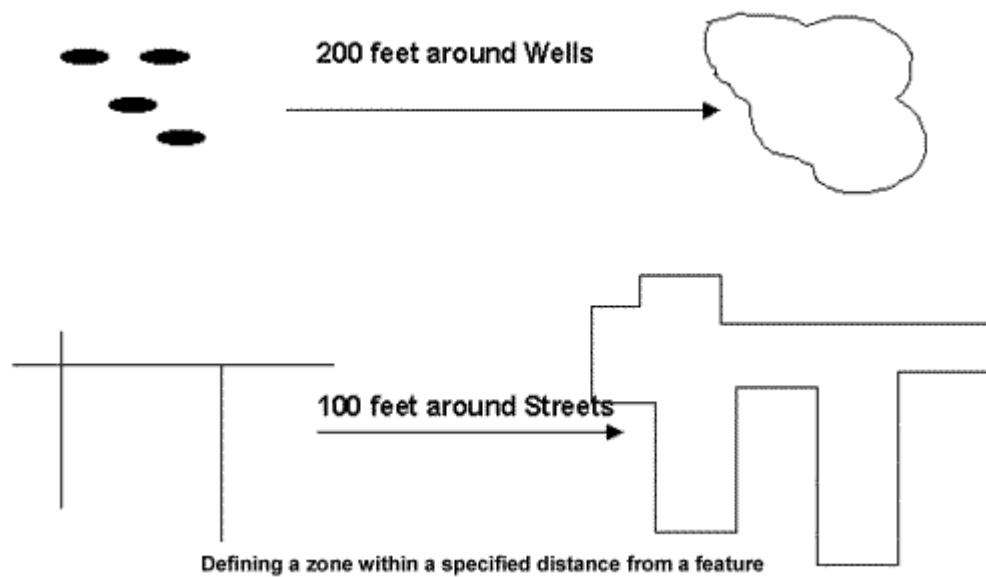 200 feet around Wells
100 feet around Streets
Defining a zone within a specified distance from a feature